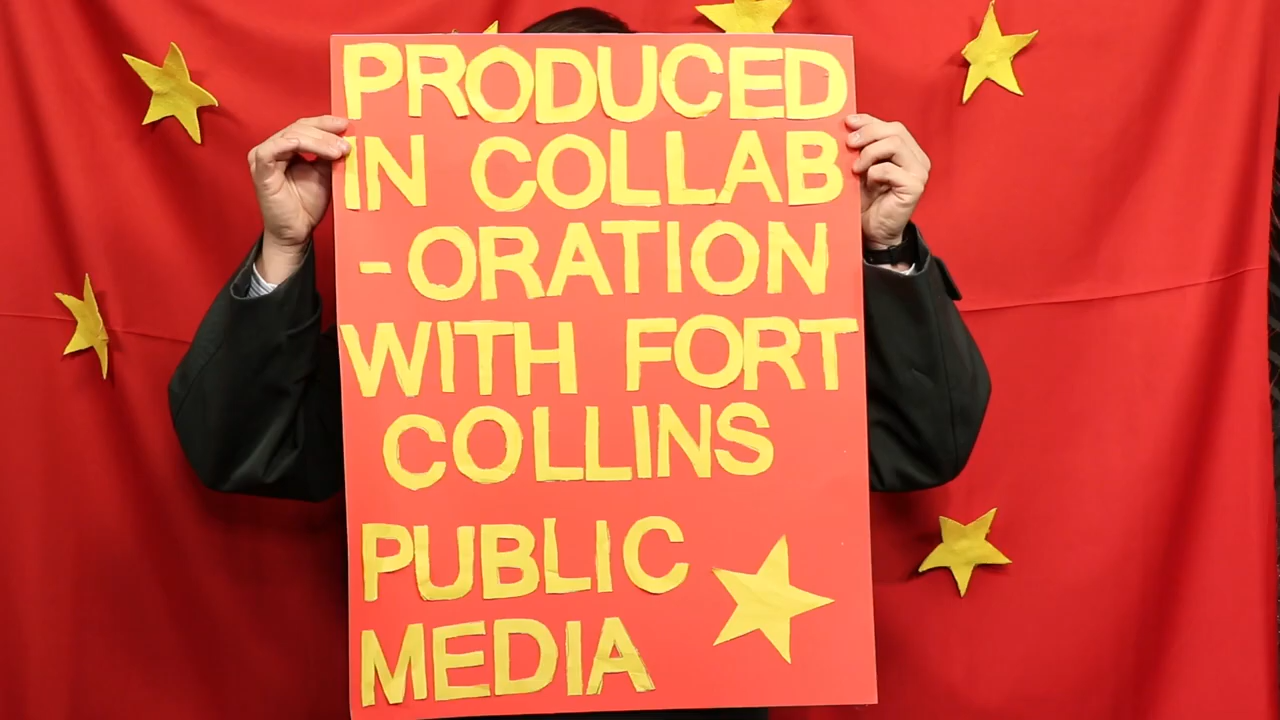 PRODUCED
IN COLLAB
-ORATION
WITH FORT
COLLINS
PUBLIC
MEDIA